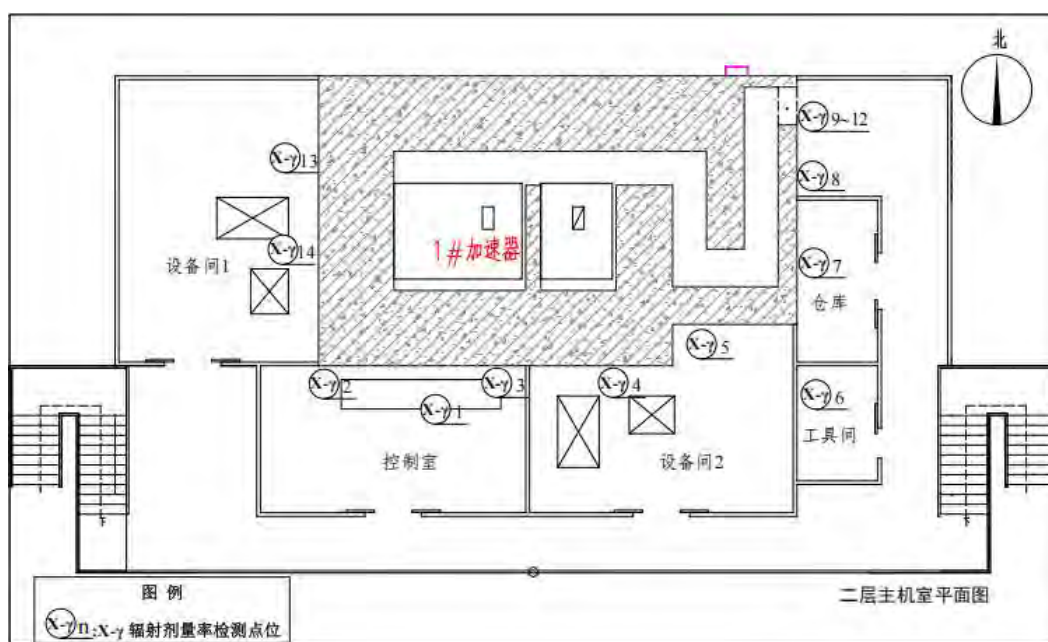 北
X-γ 9~12
X-γ 13
X-γ 8
1#加速器
X-γ 14
设备间1
X-γ 7
仓库
X-γ 5
X-γ 2
X-γ 3
X-γ 4
X-γ 1
X-γ 6
工具间
控制室
设备间2
图 例
二层主机室平面图
X-γ n:X-γ 辐射剂量率检测点位